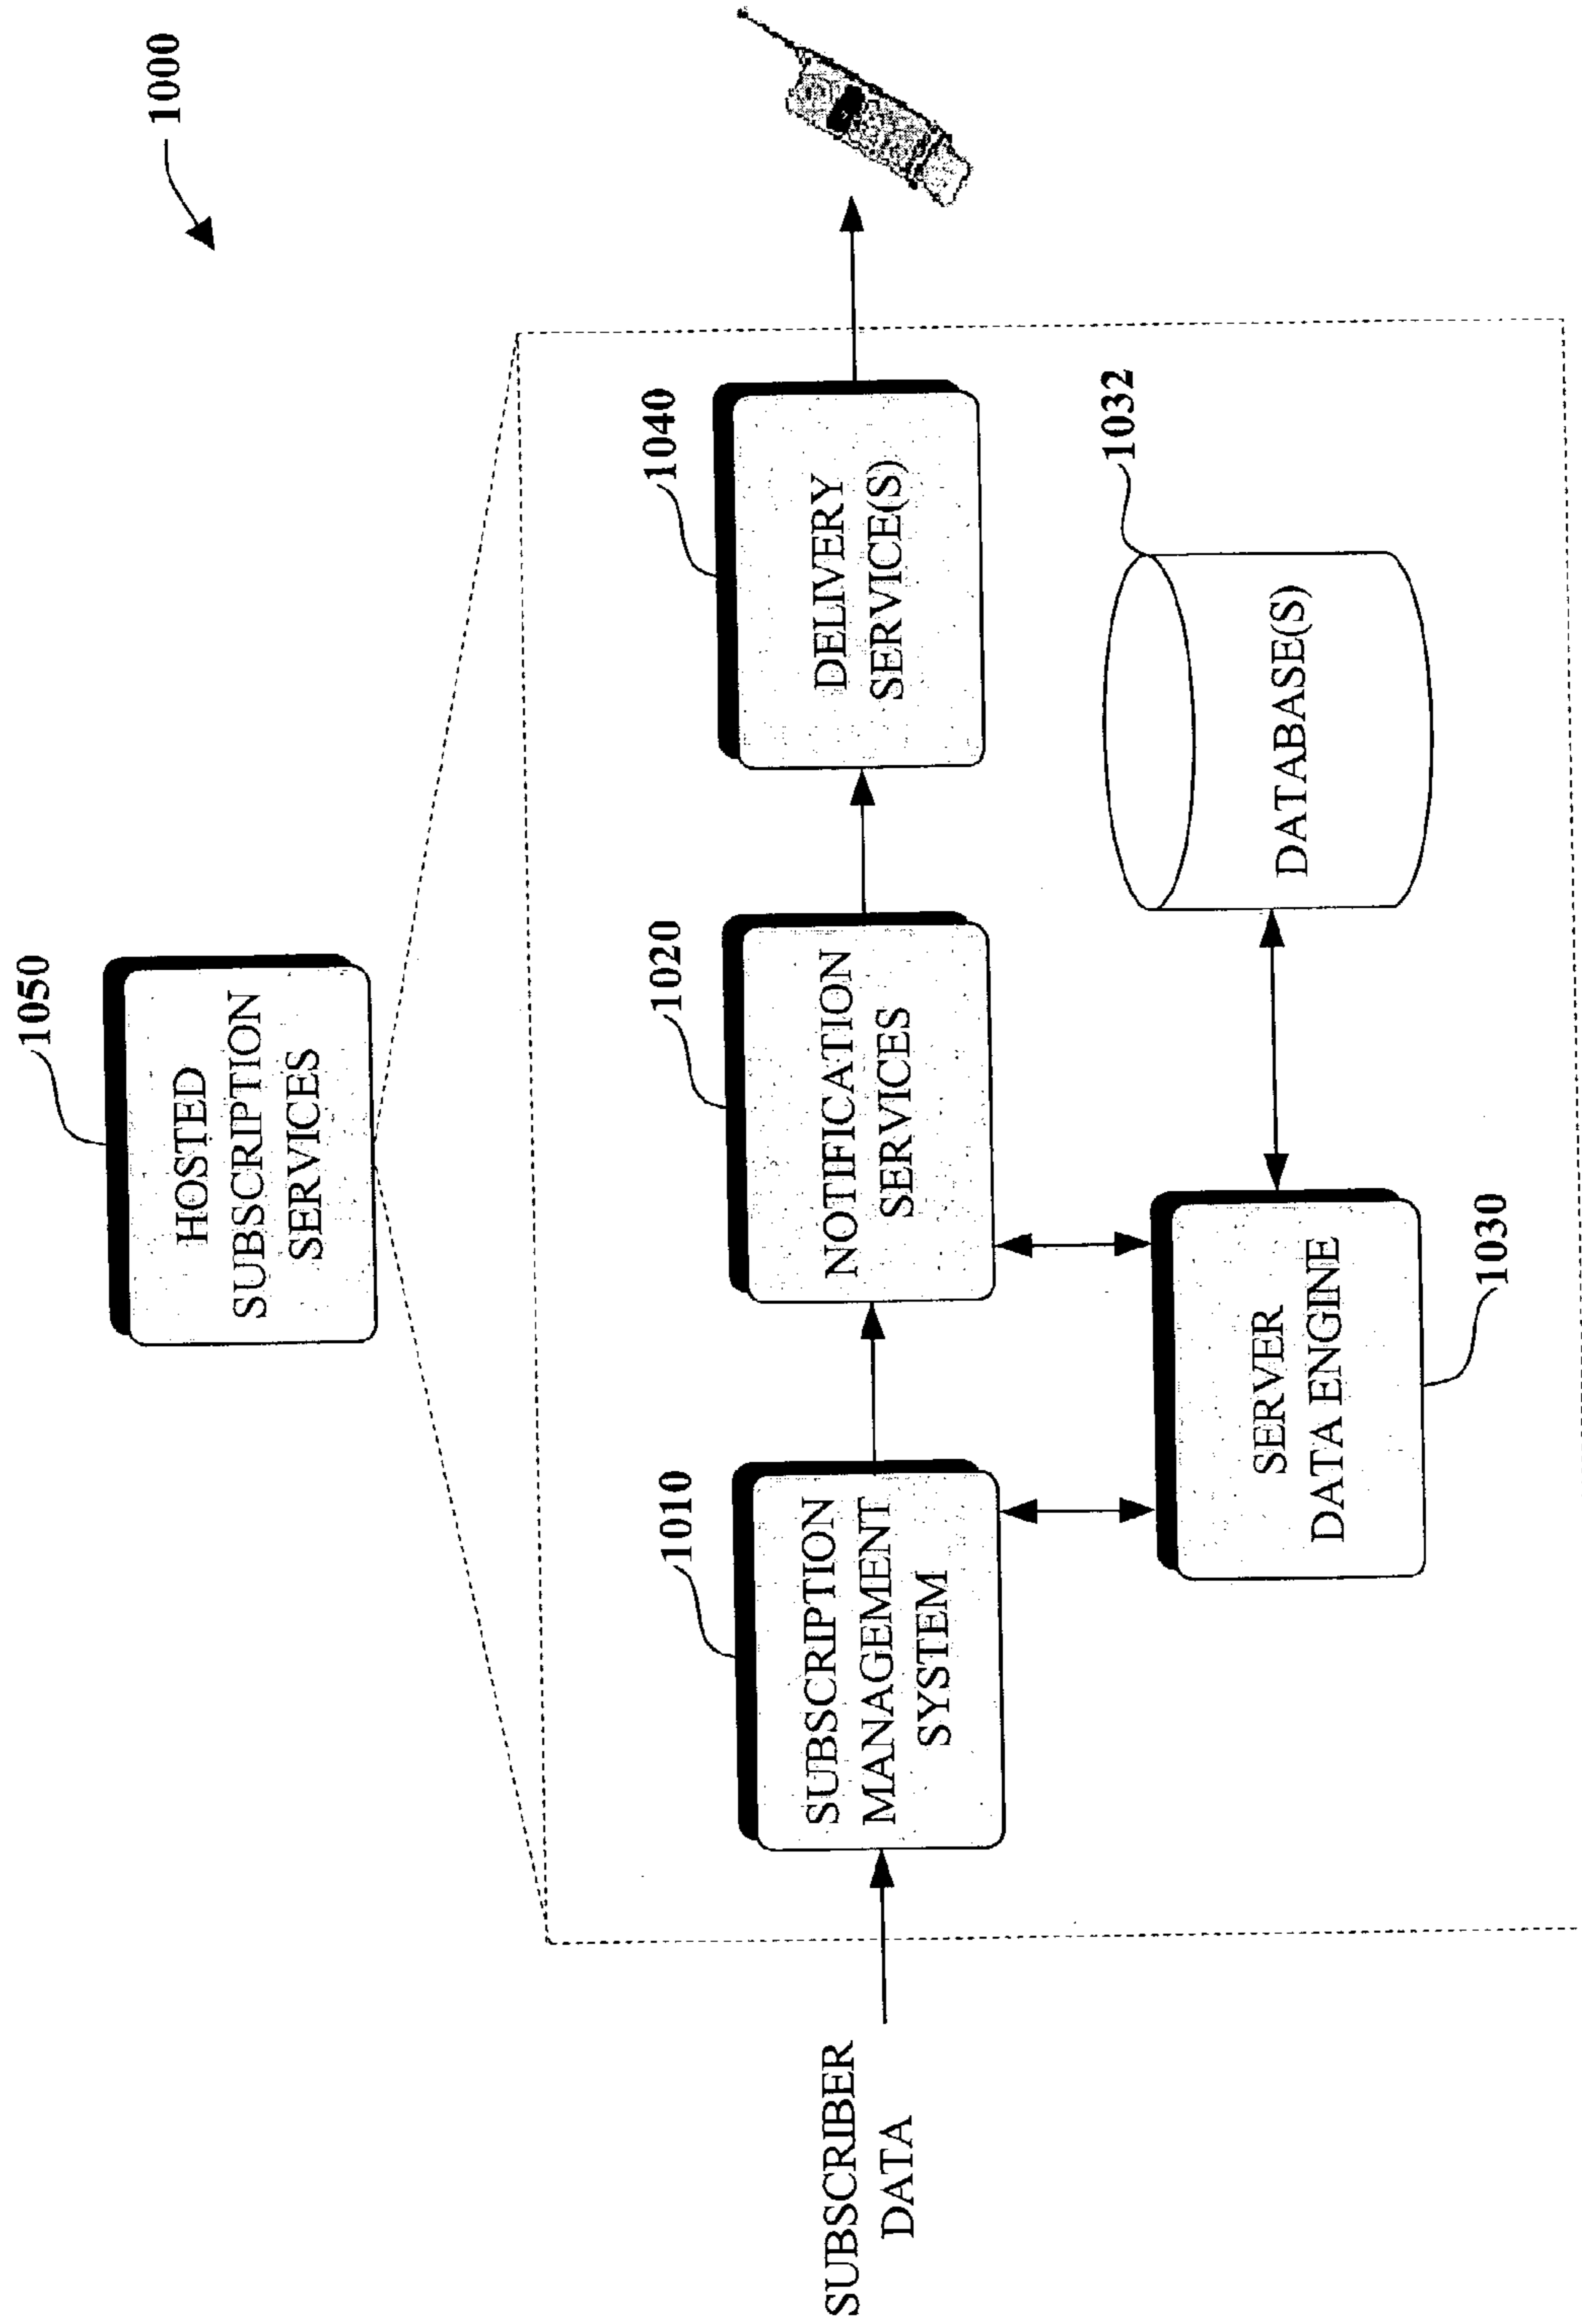 1000
1050
HOSTED
SUBSCRIPTION
SERVICES
1010
SUBSCRIPTION
MANAGEMENT
SYSTEM
1020
NOTIFICATION
SERVICES
1040
DELIVERY
SERVICE(S)
SUBSCRIBER
DATA
SERVER
DATA ENGINE
1030
1032
DATABASE(S)